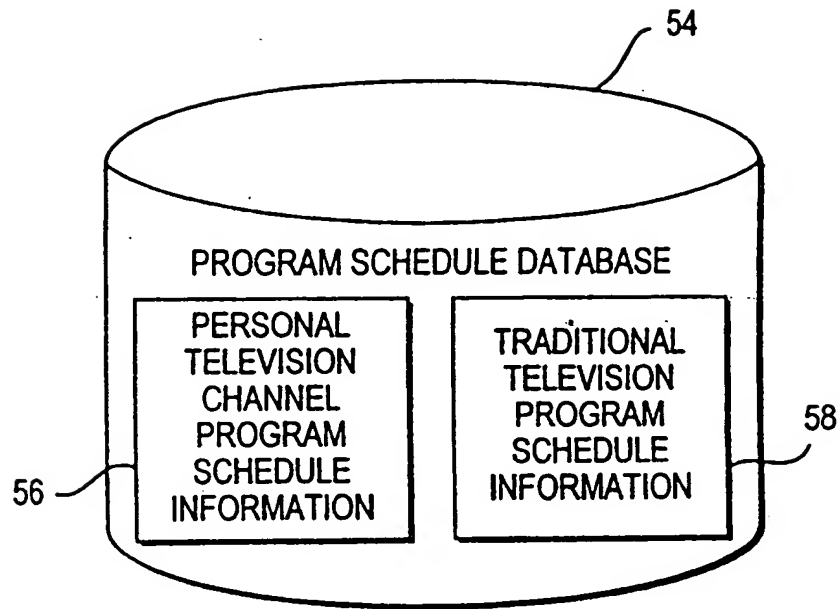 54
PROGRAM SCHEDULE DATABASE
PERSONAL
TELEVISION
CHANNEL
PROGRAM
SCHEDULE
INFORMATION
TRADITIONAL
TELEVISION
PROGRAM
SCHEDULE
INFORMATION
58
56